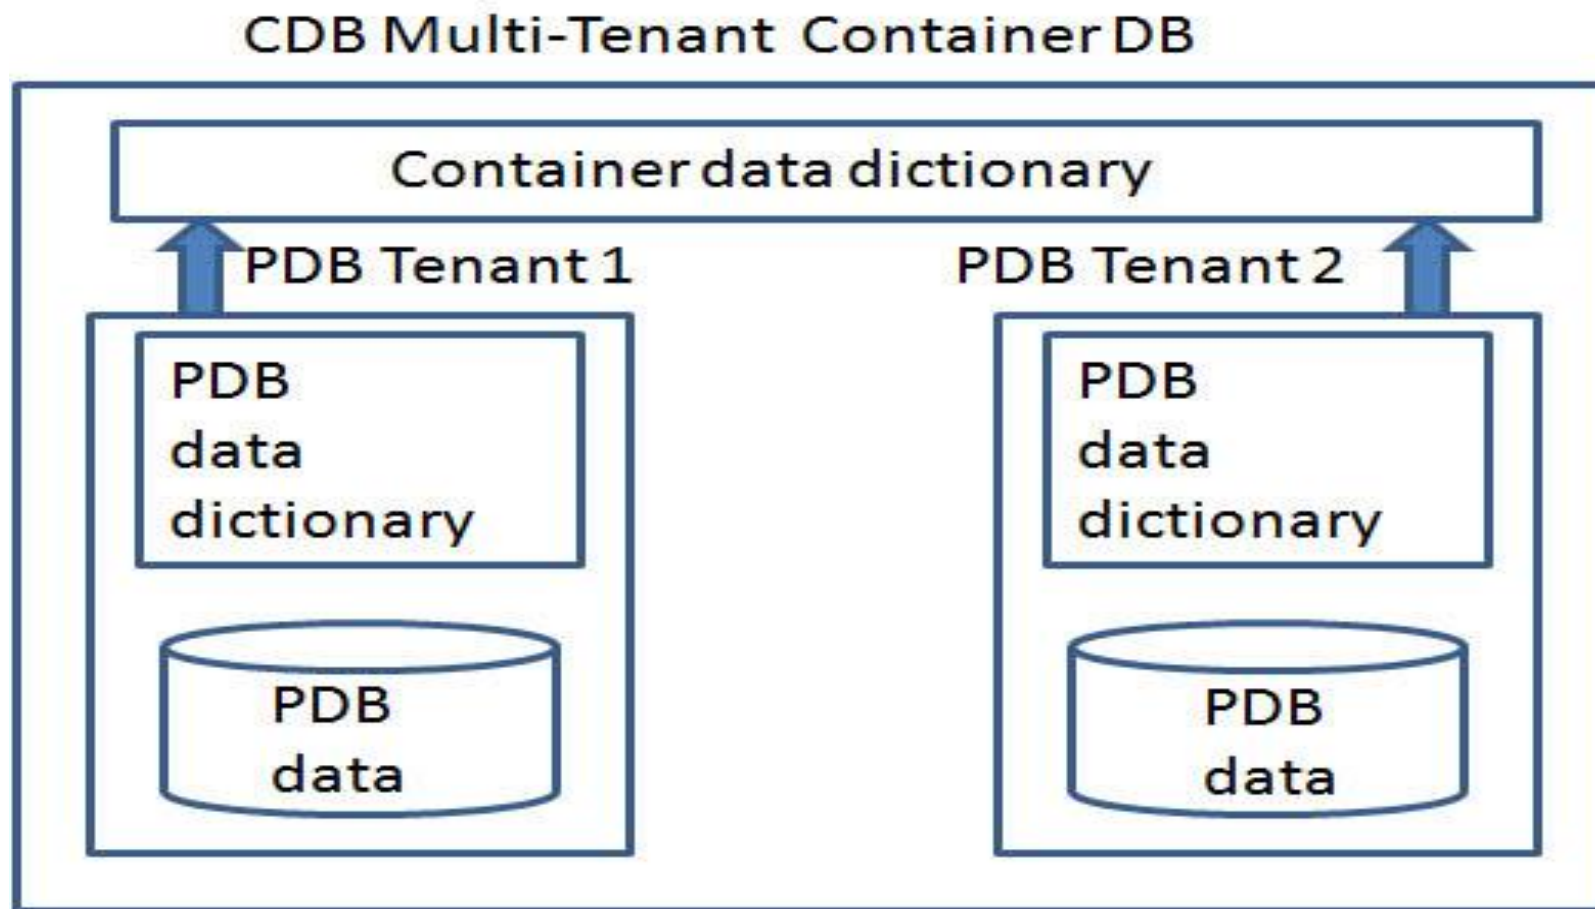 CDB Multi-Tenant Container DB
Container data dictionary
PDB Tenant 1
PDB
data
dictionary
PDB
data
PDB Tenant 2
PDB
data
dictionary
PDB
data